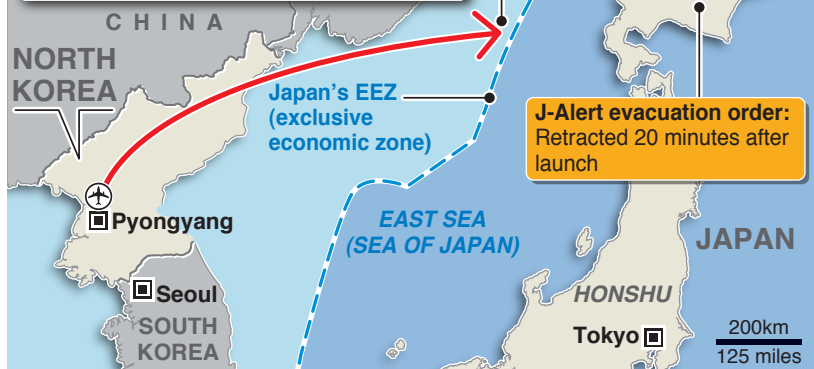 CHINA
NORTH
KOREA
Japan's EEZ
(exclusive
economic zone)
J-Alert evacuation order:
Retracted 20 minutes after
launch
Pyongyang
EAST SEA
(SEA OF JAPAN)
JAPAN
Seoul
HONSHU
SOUTH
KOREA
Tokyo
200km
125 miles